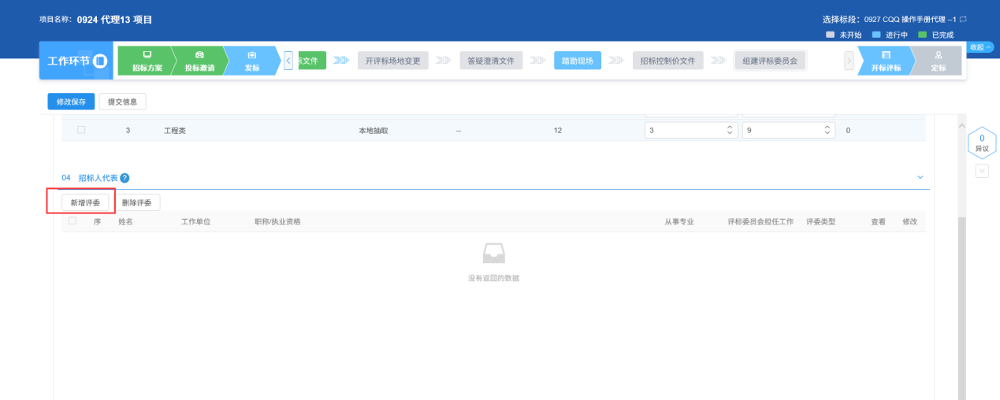 项目名称: 0924 代理13 项目
选择标段: 0927 CQQ 操作手册代理 --1
未开始 进行中 已完成
收起
工作环节 招标方案 投标邀请 发标 标文件 开评标场地变更 答疑澄清文件 踏勘现场 招标控制价文件 组建评标委员会 开标评标 定标
修改保存 提交信息
3 工程类 本地抽取 -- 12 3 9 0
0
异议
04 招标人代表
新增评委 删除评委
序 姓名 工作单位 职称/执业资格 从事专业 评标委员会担任工作 评委类型 查看 修改
没有返回的数据